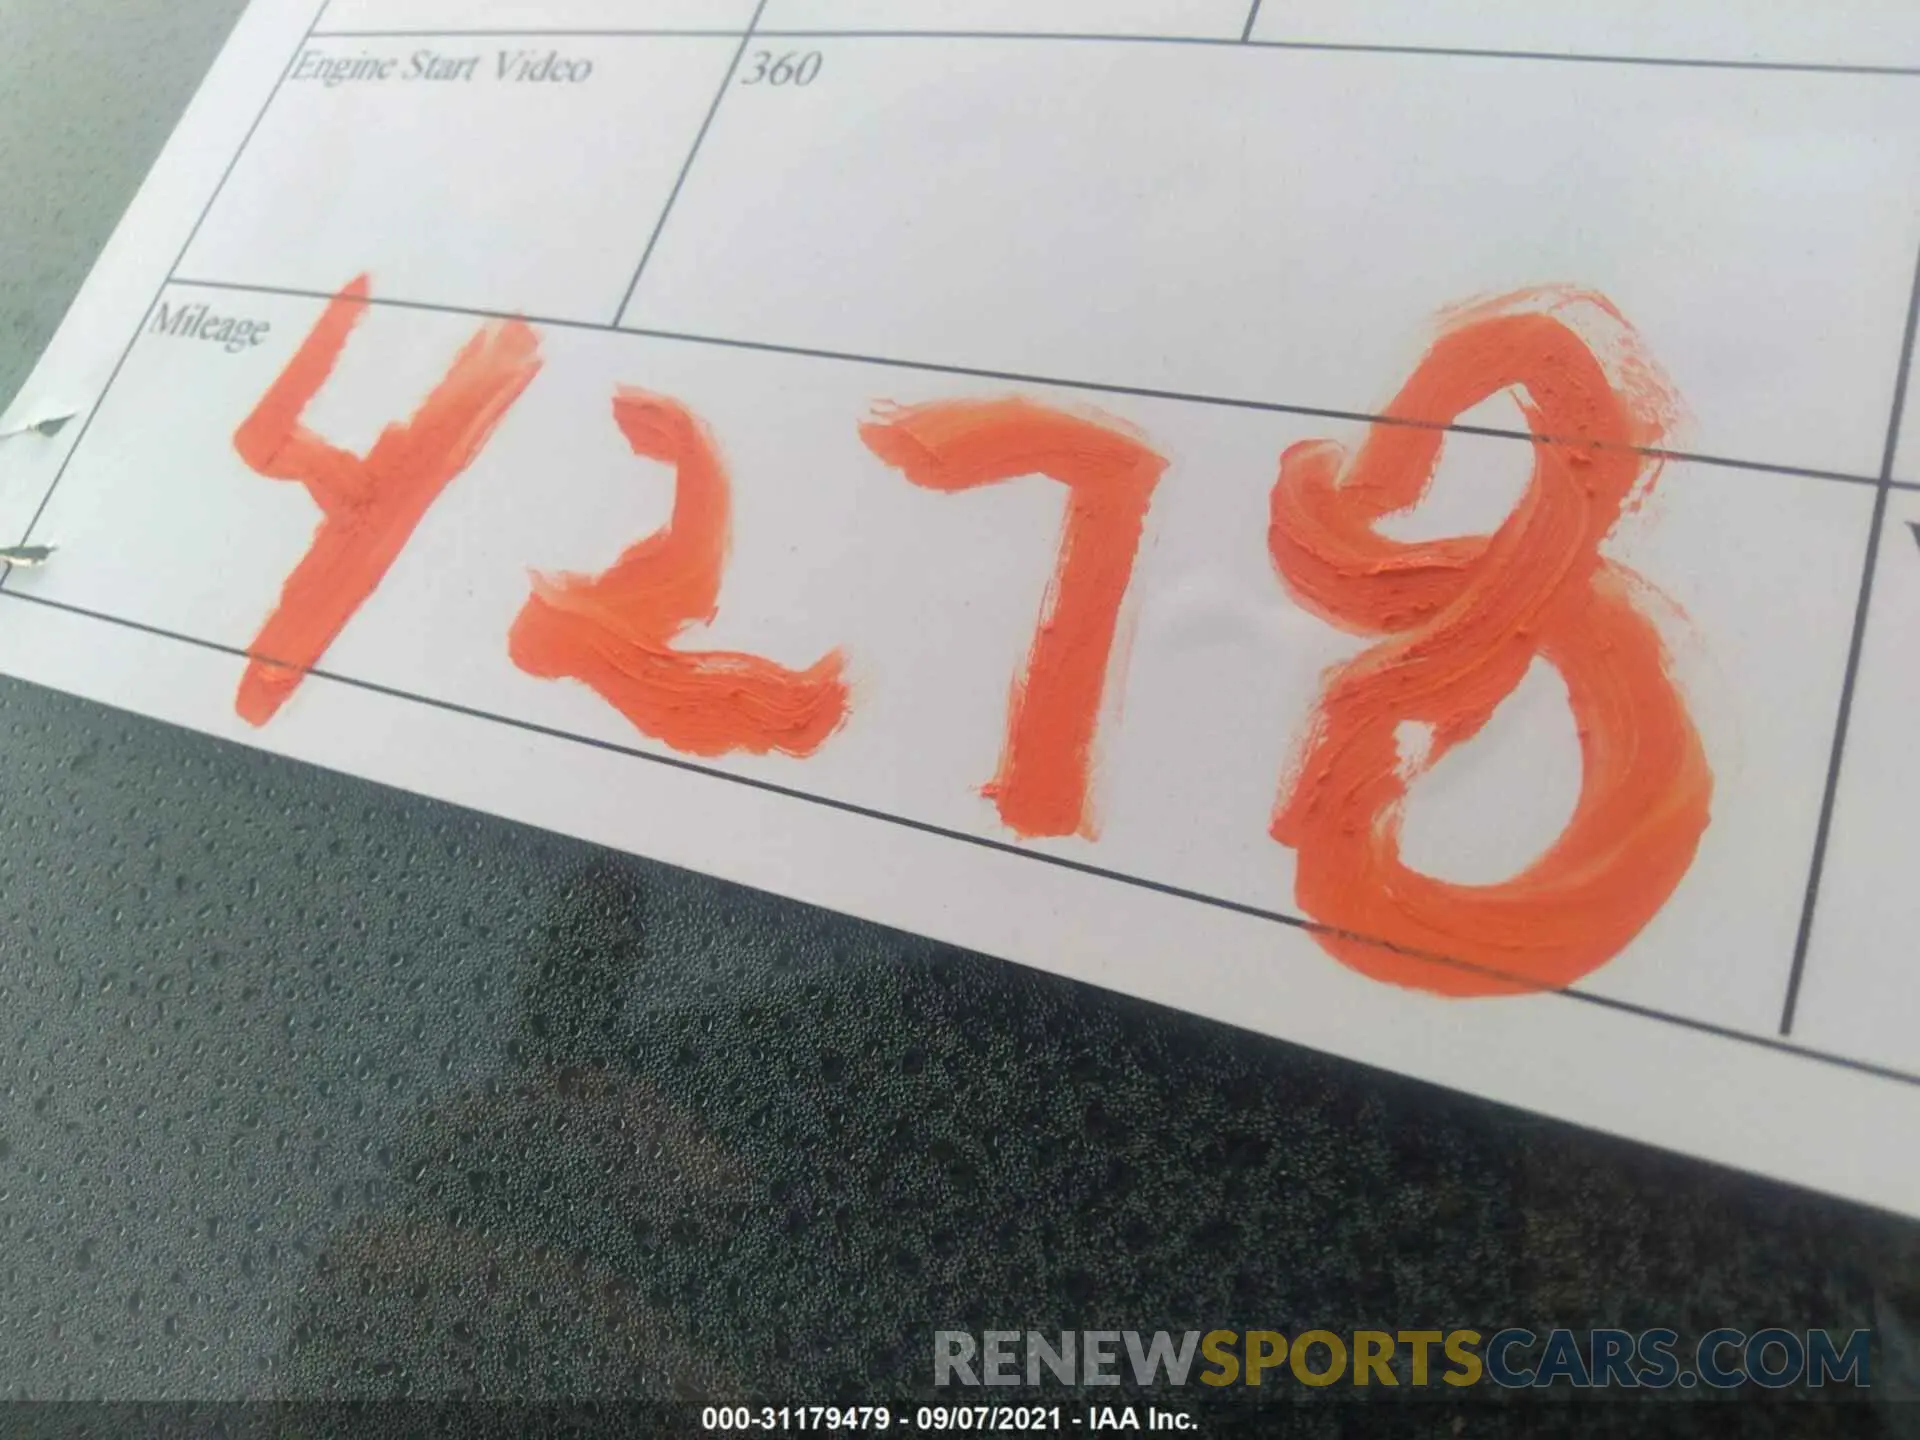 Engine Start Video 360
Mileage
4278
RENEWSPORTSCARS.COM
000-31179479 - 09/07/2021 - IAA Inc.